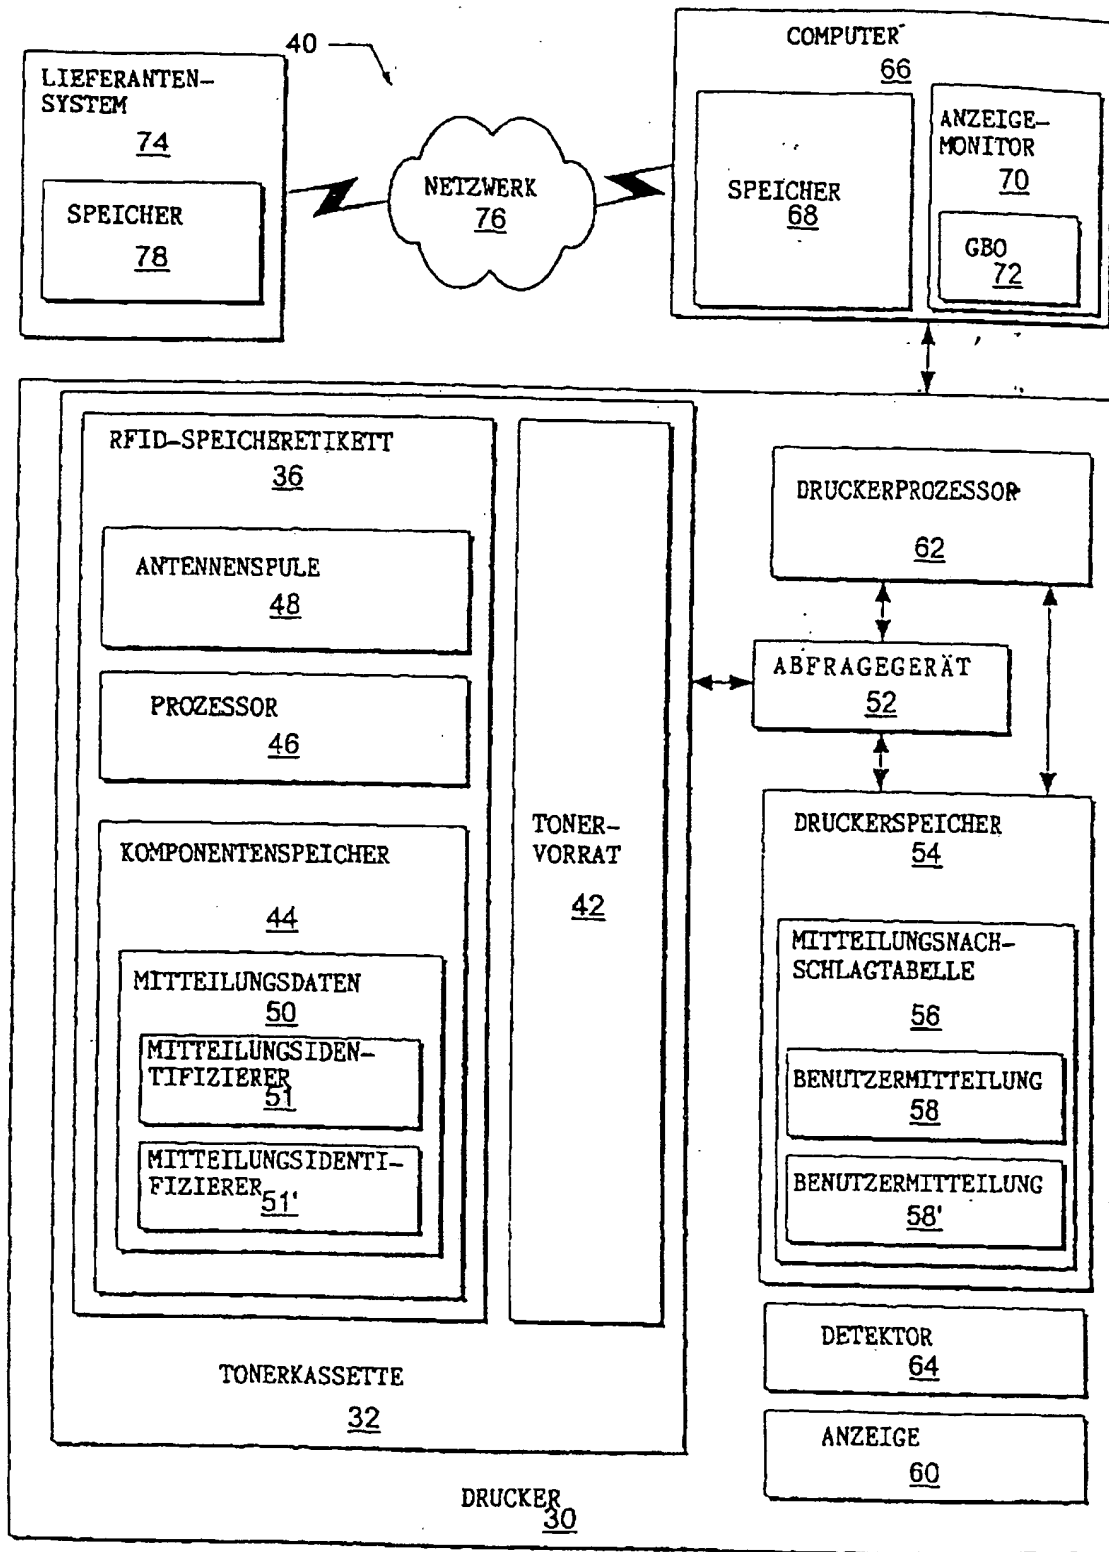 40
LIEFERANTEN-
SYSTEM
74
SPEICHER
78
NETZWERK
76
COMPUTER
66
SPEICHER
68
ANZEIGE-
MONITOR
70
GBO
72
RFID-SPEICHERETIKETT
36
ANTENNENSPULE
48
PROZESSOR
46
KOMPONENTENSPEICHER
44
MITTEILUNGSDATEN
50
MITTEILUNGSIDEN-
TIFIZIERER
51
MITTEILUNGSIDENTI-
FIZIERER
51'
TONER-
VORRAT
42
TONERKASSETTE
32
DRUCKERPROZESSOR
62
ABFRAGEGERÄT
52
DRUCKERSPEICHER
54
MITTEILUNGSNACH-
SCHLAGTABELLE
56
BENUTZERMITTEILUNG
58
BENUTZERMITTEILUNG
58'
DETEKTOR
64
ANZEIGE
60
DRUCKER
30